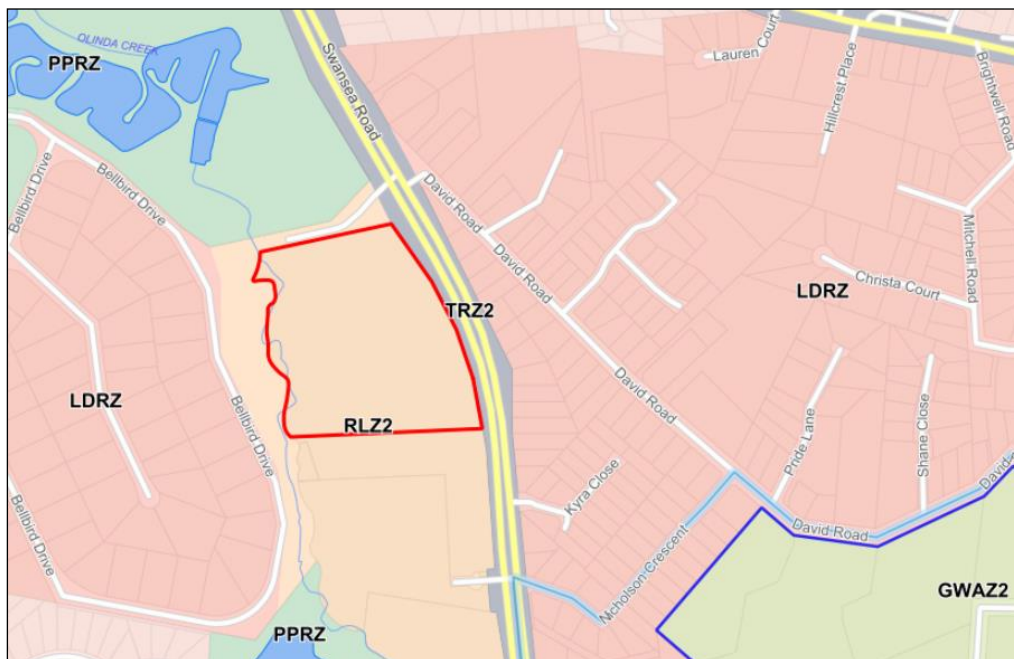 OLINDA CREEK
PPRZ
Swansea Road
Lauren Court
Hillcrest Place
Brightwell Road
Bellbird Drive
Bellbird Drive
David Road
David Road
Mitchell Road
Christa Court
LDRZ
TRZ2
LDRZ
Bellbird Drive
RLZ2
David Road
Pride Lane
Shane Close
Kyra Close
Bellbird Drive
David Road
David
Nicholson Crescent
GWAZ2
PPRZ